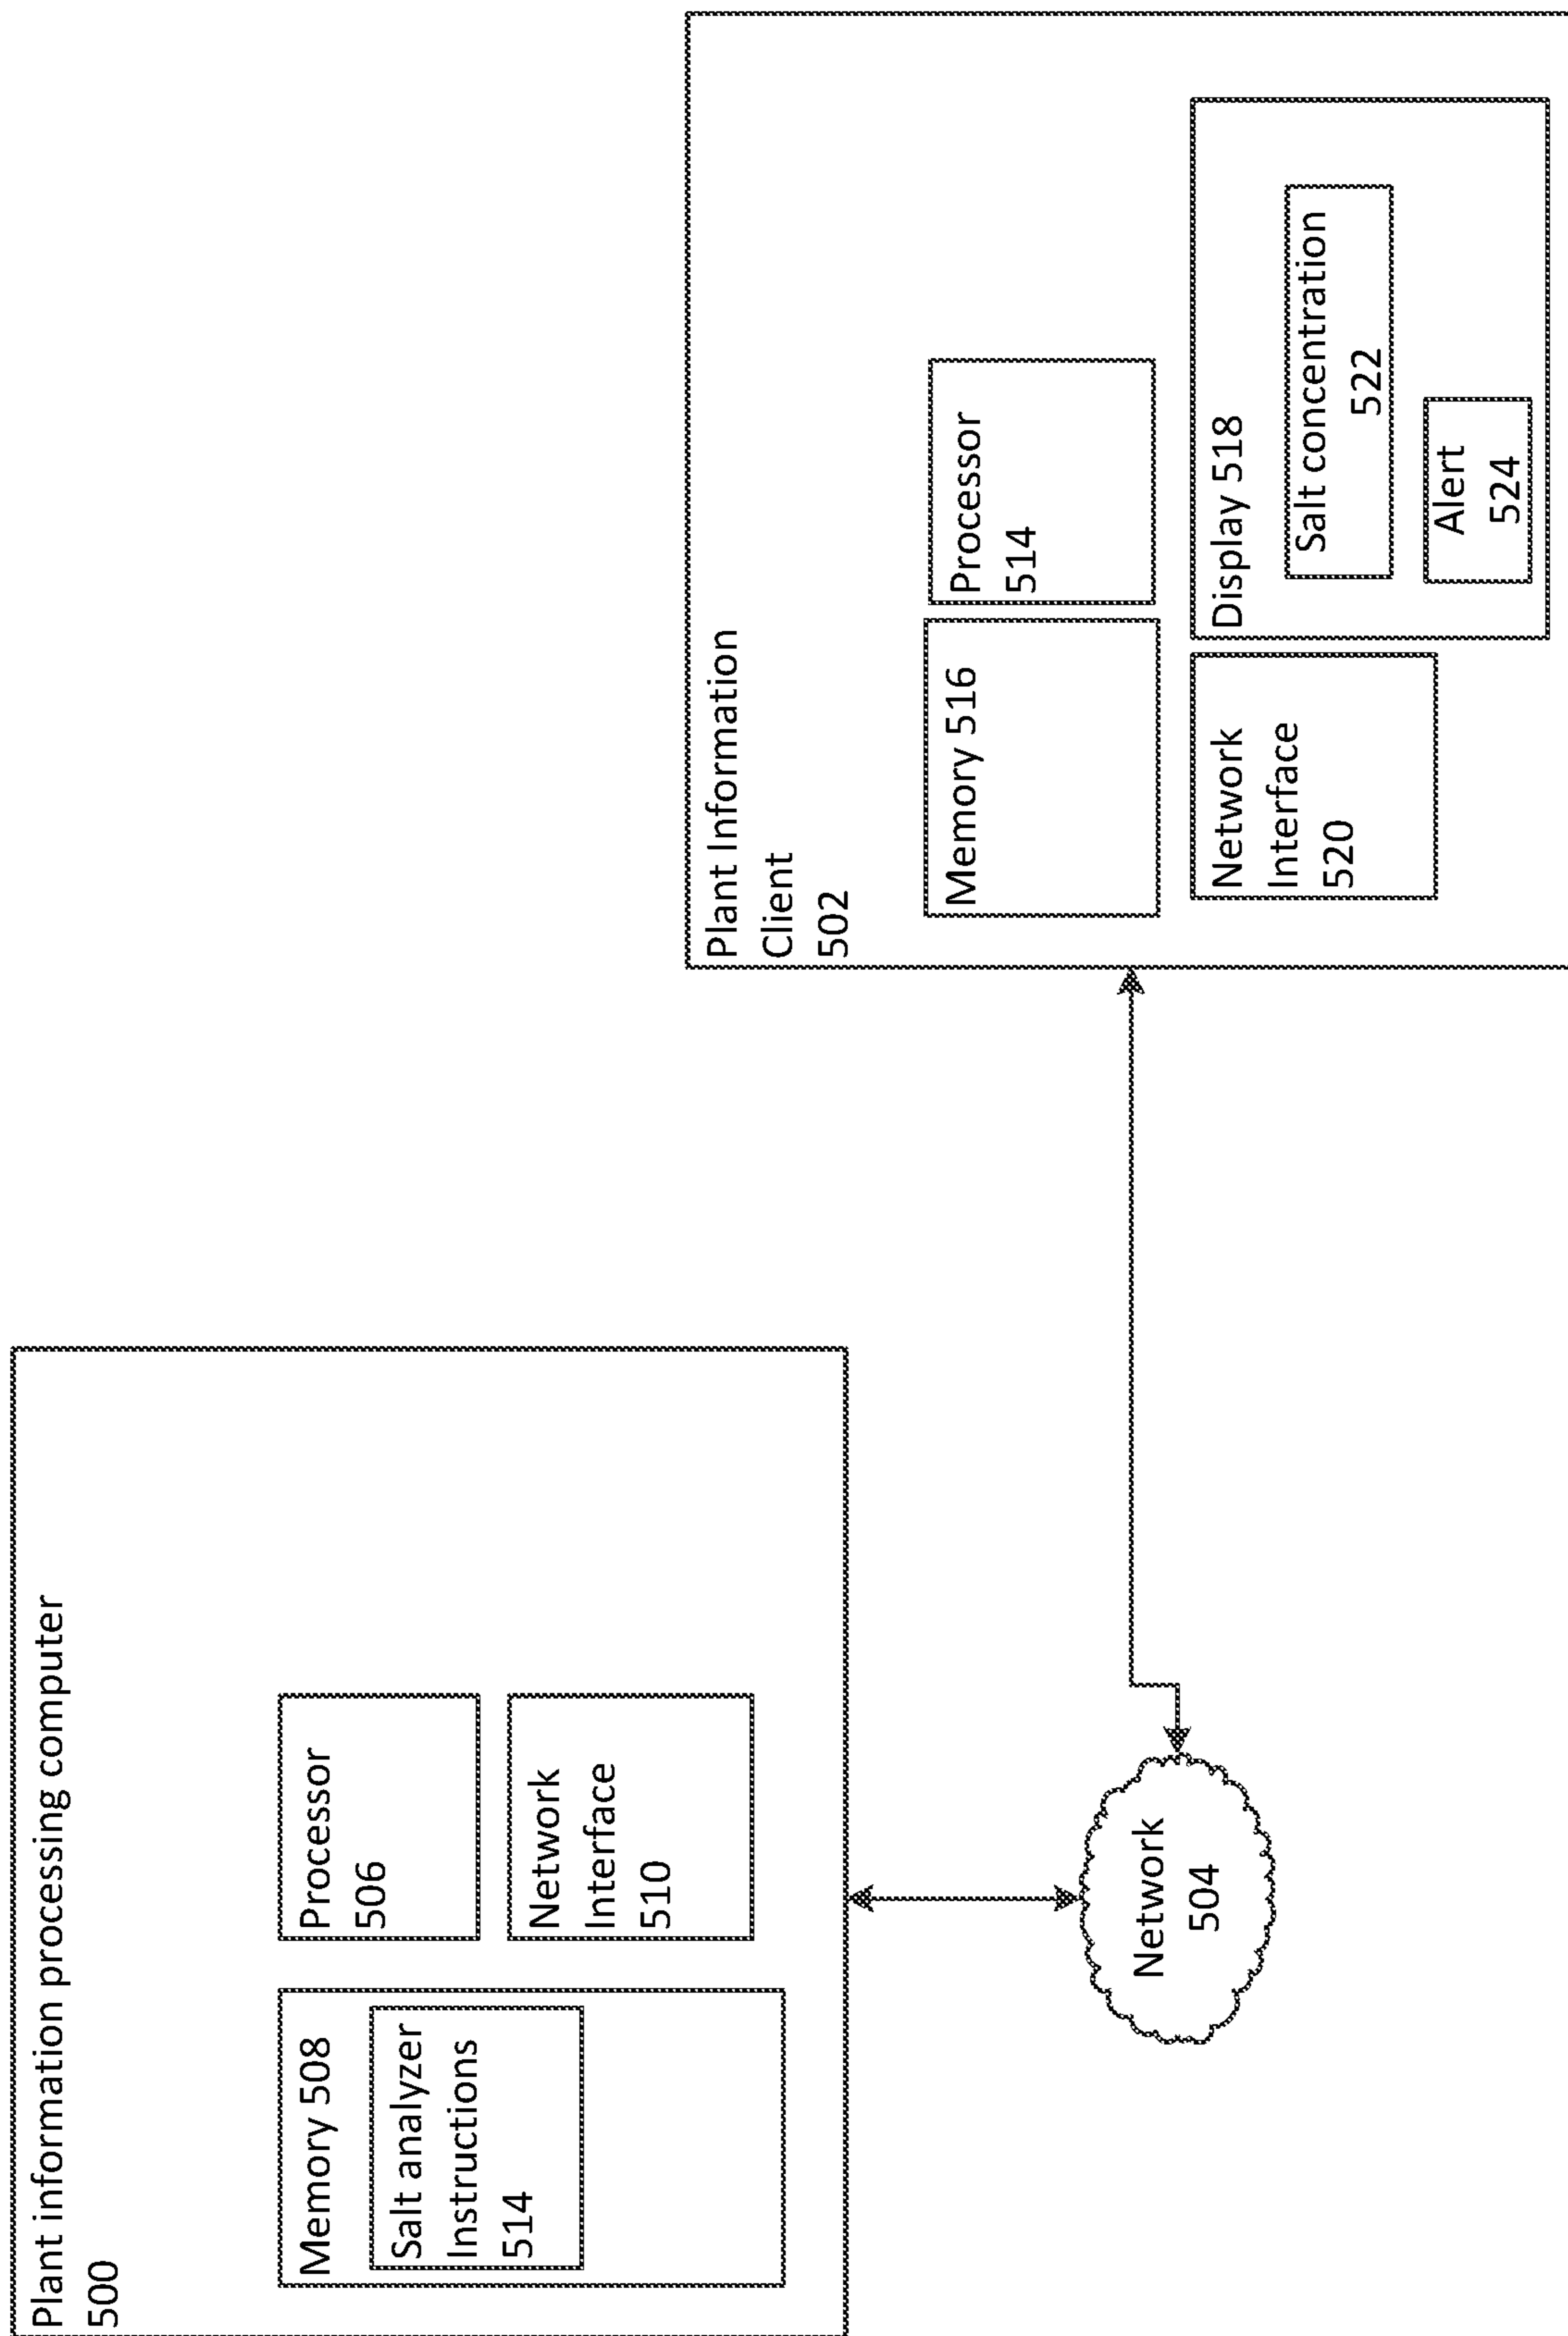 Plant information processing computer
500
Memory 508
Salt analyzer
Instructions
514
Processor
506
Network
Interface
510
Network
504
Plant Information
Client
502
Memory 516
Processor
514
Network
Interface
520
Display 518
Salt concentration
522
Alert
524